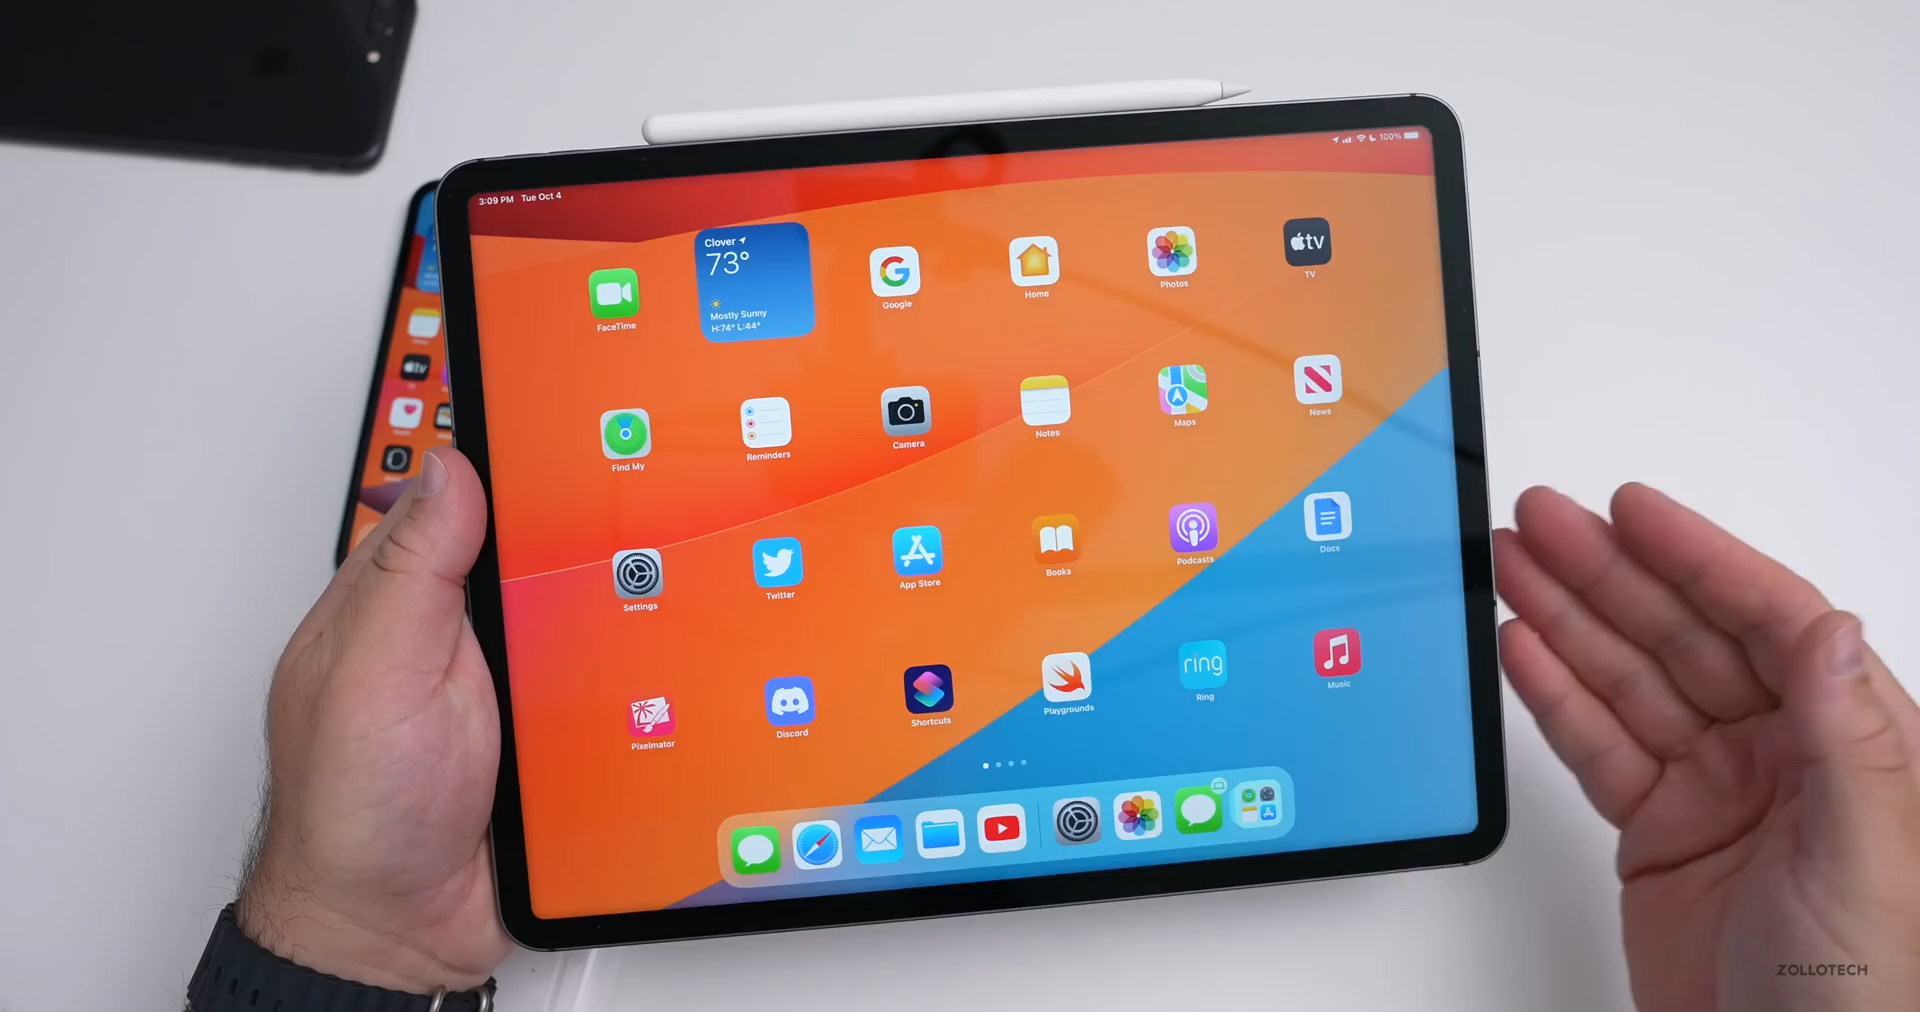 3:09 PM Tue Oct 4
100%
Clover
73°
Mostly Sunny
H:74° L:44°
FaceTime
Google
Home
Photos
tv
TV
Find My
Reminders
Camera
Notes
Maps
News
Settings
Twitter
App Store
Books
Podcasts
Docs
Pixelmator
Discord
Shortcuts
Playgrounds
ring
Ring
Music
ZOLLOTECH